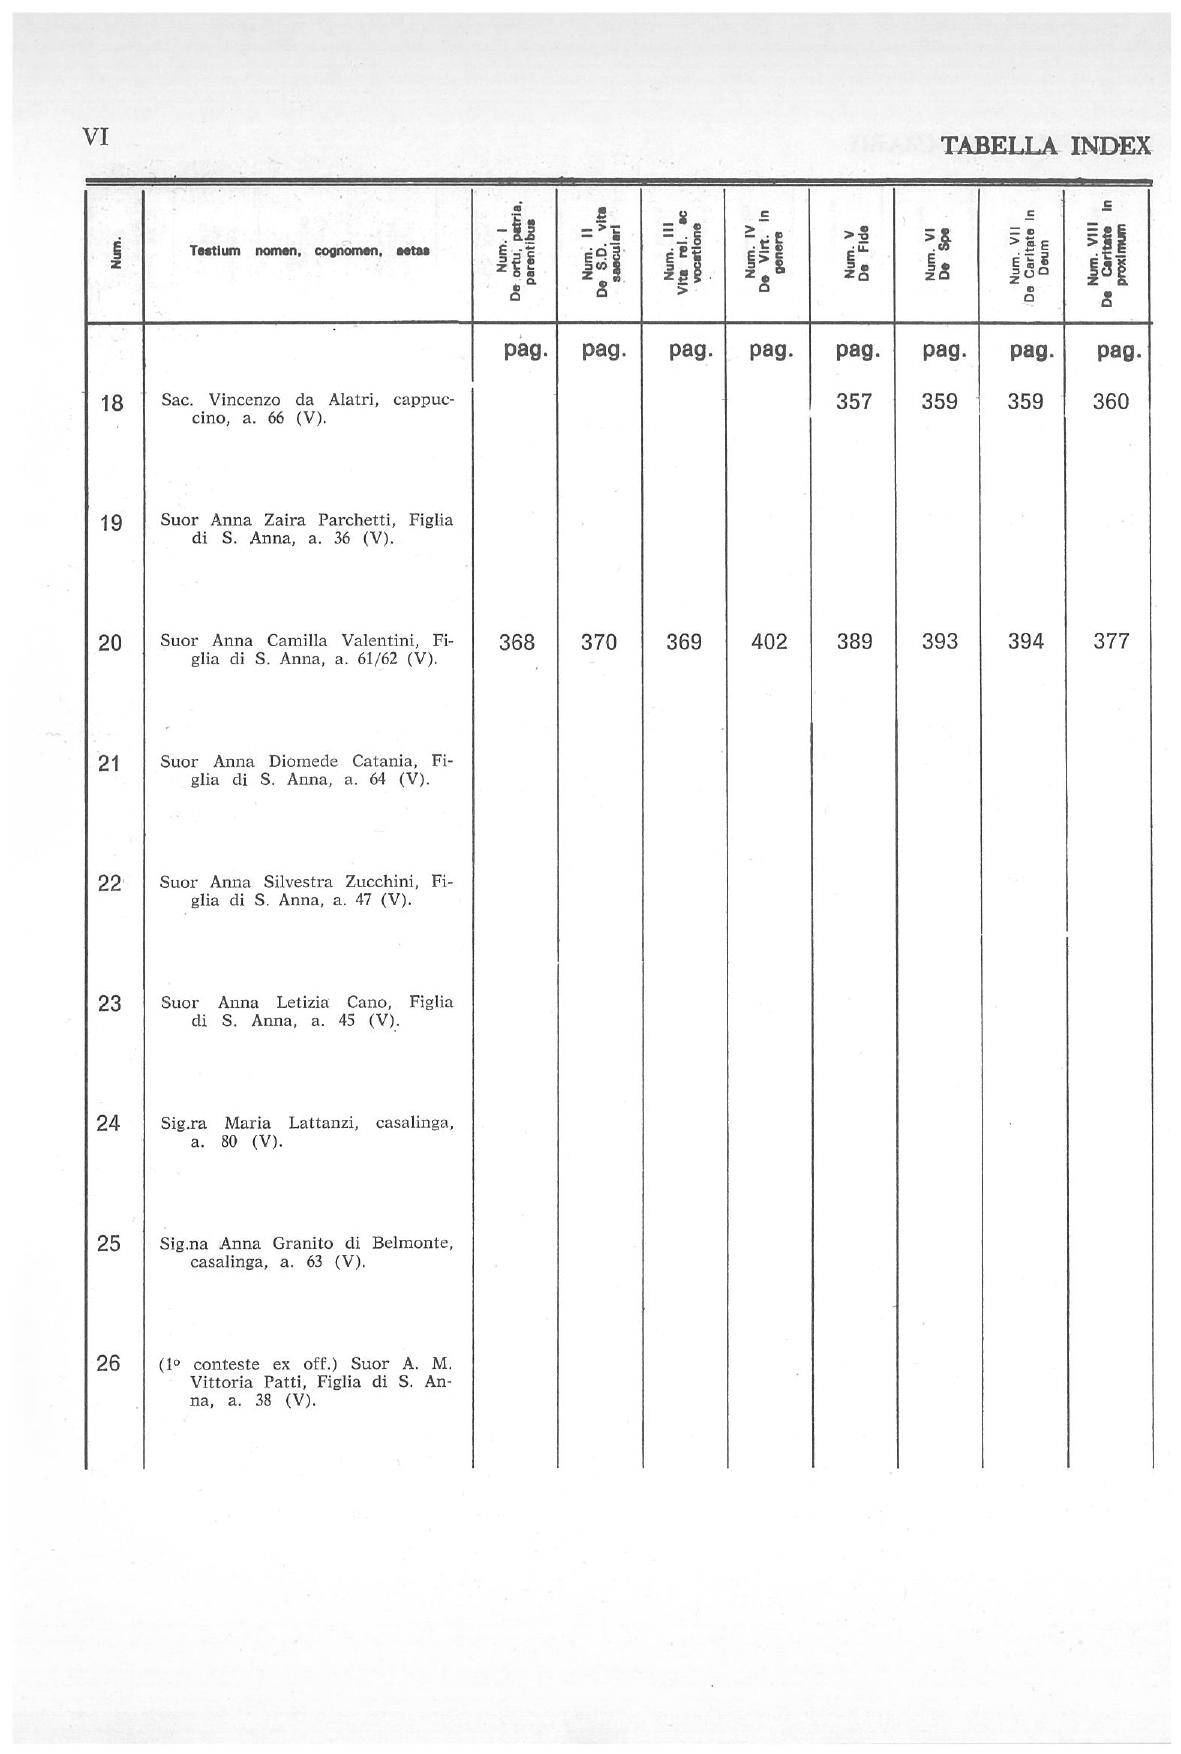 VI
TABELLA INDEX
Num.
Testium nomen, cognomen, aetas
Num. I
De ortu, patria,
parentibus
Num. II
De S.D. vita
saeculari
Num. III
Vita rel. ac
vocatione
Num. IV
De Virt. in
genere
Num. V
De Fide
Num. VI
De Spe
Num. VII
De Caritate in
Deum
Num. VIII
De Caritate in
proximum
pag. pag. pag. pag. pag. pag. pag. pag.
18 Sac. Vincenzo da Alatri, cappuc- 357 359 359 360
cino, a. 66 (V).
19 Suor Anna Zaira Parchetti, Figlia
di S. Anna, a. 36 (V).
20 Suor Anna Camilla Valentini, Fi- 368 370 369 402 389 393 394 377
glia di S. Anna, a. 61/62 (V).
21 Suor Anna Diomede Catania, Fi-
glia di S. Anna, a. 64 (V).
22 Suor Anna Silvestra Zucchini, Fi-
glia di S. Anna, a. 47 (V).
23 Suor Anna Letizia Cano, Figlia
di S. Anna, a. 45 (V).
24 Sig.ra Maria Lattanzi, casalinga,
a. 80 (V).
25 Sig.na Anna Granito di Belmonte,
casalinga, a. 63 (V).
26 (1º conteste ex off.) Suor A. M.
Vittoria Patti, Figlia di S. An-
na, a. 38 (V).